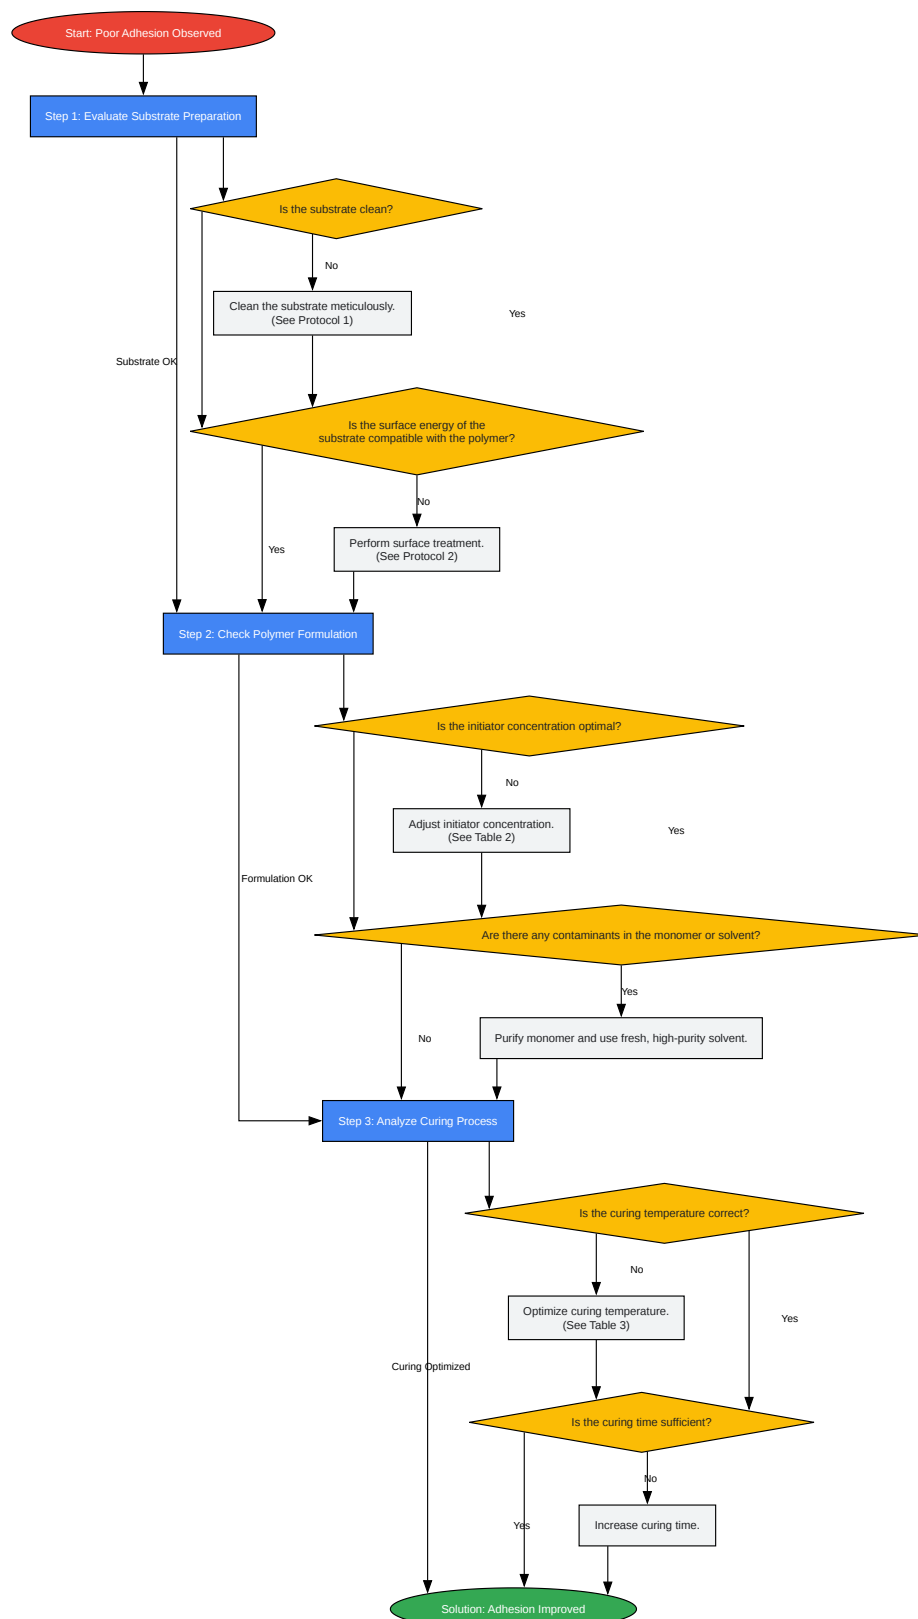 Start: Poor Adhesion Observed
Step 1: Evaluate Substrate Preparation
Is the substrate clean?
No
Clean the substrate meticulously.
(See Protocol 1)
Yes
Substrate OK
Is the surface energy of the
substrate compatible with the polymer?
No
Yes
Perform surface treatment.
(See Protocol 2)
Step 2: Check Polymer Formulation
Is the initiator concentration optimal?
No
Adjust initiator concentration.
(See Table 2)
Yes
Formulation OK
Are there any contaminants in the monomer or solvent?
Yes
No
Purify monomer and use fresh, high-purity solvent.
Step 3: Analyze Curing Process
Is the curing temperature correct?
No
Optimize curing temperature.
(See Table 3)
Yes
Curing Optimized
Is the curing time sufficient?
No
Yes
Increase curing time.
Solution: Adhesion Improved